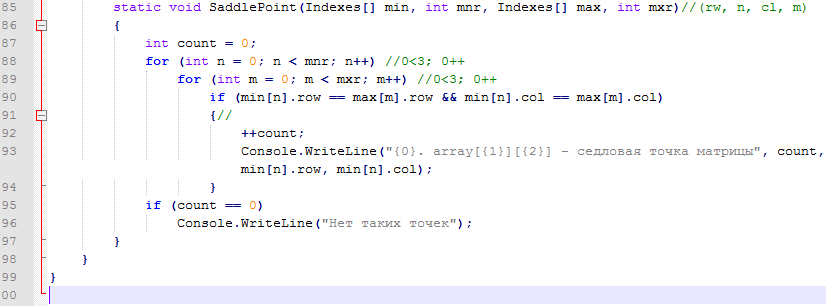 85 static void SaddlePoint(Indexes[] min, int mnr, Indexes[] max, int mxr)//(rw, n, cl, m)
86 {
87 int count = 0;
88 for (int n = 0; n < mnr; n++) //0<3; 0++
89 for (int m = 0; m < mxr; m++) //0<3; 0++
90 if (min[n].row == max[m].row && min[n].col == max[m].col)
91 {//
92 ++count;
93 Console.WriteLine("{0}. array[{1}][{2}] - седловая точка матрицы", count,
min[n].row, min[n].col);
94 }
95 if (count == 0)
96 Console.WriteLine("Нет таких точек");
97 }
98 }
99 }
00